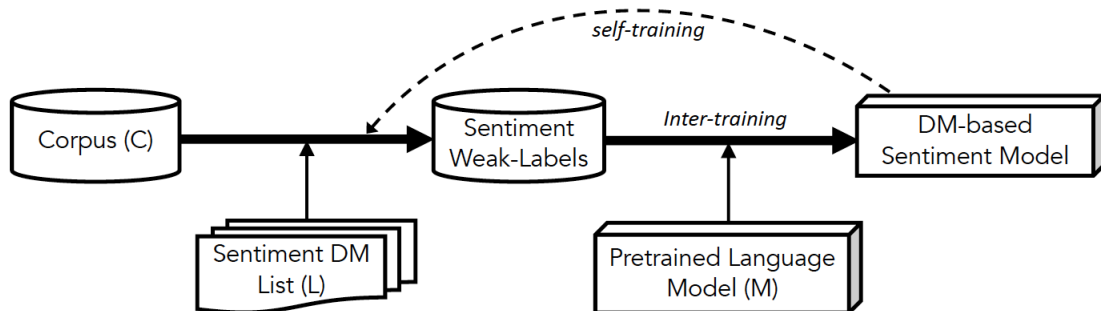 self-training
Corpus (C)
Sentiment
Weak-Labels
Inter-training
DM-based
Sentiment Model
Sentiment DM
List (L)
Pretrained Language
Model (M)